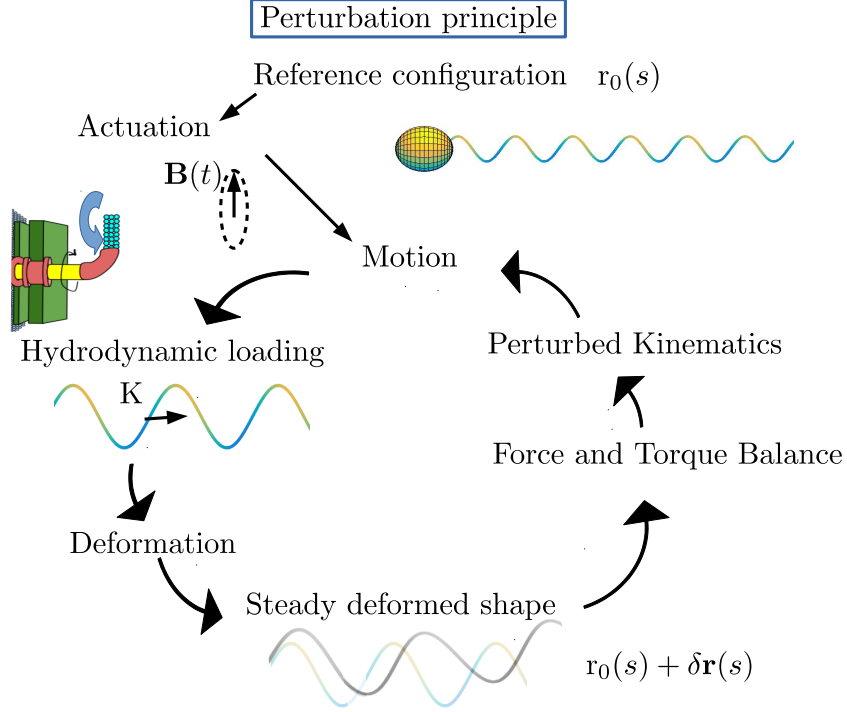 Perturbation principle
Reference configuration r₀(s)
Actuation
B(t)
Motion
Hydrodynamic loading
K
Perturbed Kinematics
Force and Torque Balance
Deformation
Steady deformed shape
r₀(s) + δr(s)